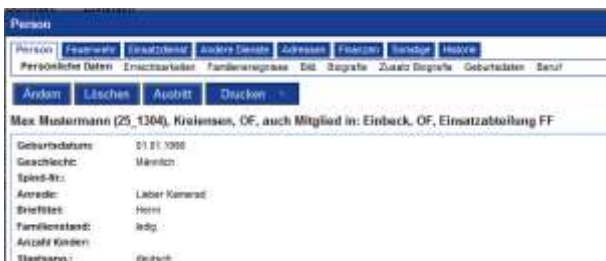 Person
Person Feuerwehr Einsatzdienst Andere Dienste Adressen Finanzen Sonstige Historie
Persönliche Daten Erreichbarkeiten Familienereignisse Bild Biografie Zusatz Biografie Geburtsdaten Beruf
Ändern Löschen Austritt Drucken
Max Mustermann (25_1304), Kreiensen, OF, auch Mitglied in: Einbeck, OF, Einsatzabteilung FF
Geburtsdatum: 01.01.
Geschlecht: Männlich
Spind-Nr.:
Anrede: Lieber Kamerad
Brieftitel: Herrn
Familienstand: ledig
Anzahl Kinder:
Staatsang.: deutsch